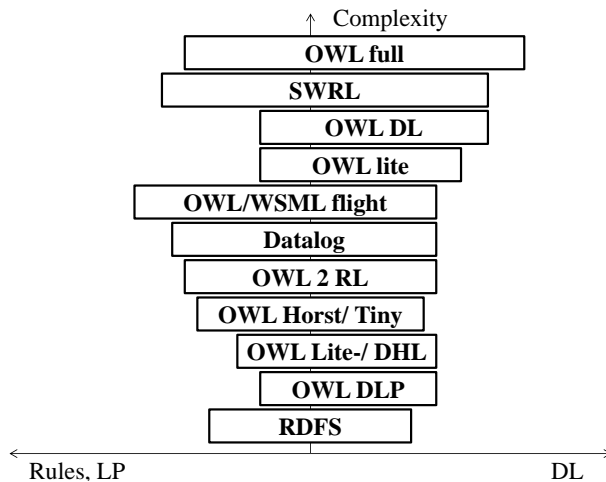 Complexity
OWL full
SWRL
OWL DL
OWL lite
OWL/WSML flight
Datalog
OWL 2 RL
OWL Horst/ Tiny
OWL Lite-/ DHL
OWL DLP
RDFS
Rules, LP DL